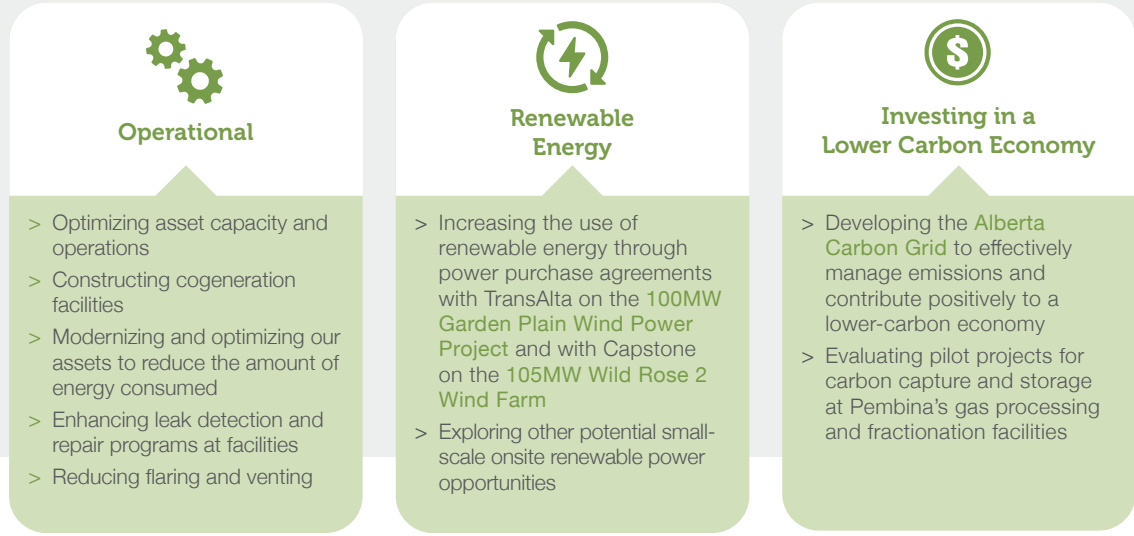 Operational
> Optimizing asset capacity and
operations
> Constructing cogeneration
facilities
> Modernizing and optimizing our
assets to reduce the amount of
energy consumed
> Enhancing leak detection and
repair programs at facilities
> Reducing flaring and venting
Renewable
Energy
> Increasing the use of
renewable energy through
power purchase agreements
with TransAlta on the 100MW
Garden Plain Wind Power
Project and with Capstone
on the 105MW Wild Rose 2
Wind Farm
> Exploring other potential small-
scale onsite renewable power
opportunities
$
Investing in a
Lower Carbon Economy
> Developing the Alberta
Carbon Grid to effectively
manage emissions and
contribute positively to a
lower-carbon economy
> Evaluating pilot projects for
carbon capture and storage
at Pembina's gas processing
and fractionation facilities